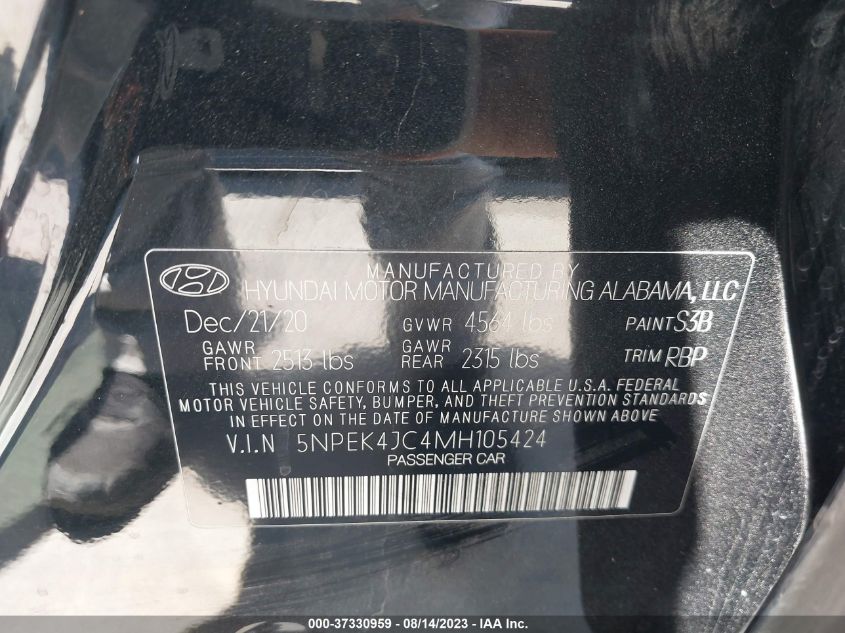 MANUFACTURED BY
HYUNDAI MOTOR MANUFACTURING ALABAMA, LLC
Dec/21/20 GVWR 4564 lbs PAINT S3B
GAWR FRONT 2513 lbs GAWR REAR 2315 lbs TRIM RBP
THIS VEHICLE CONFORMS TO ALL APPLICABLE U.S.A. FEDERAL
MOTOR VEHICLE SAFETY, BUMPER, AND THEFT PREVENTION STANDARDS
IN EFFECT ON THE DATE OF MANUFACTURE SHOWN ABOVE
V.I.N 5NPEK4JC4MH105424
PASSENGER CAR
000-37330959 - 08/14/2023 - IAA Inc.